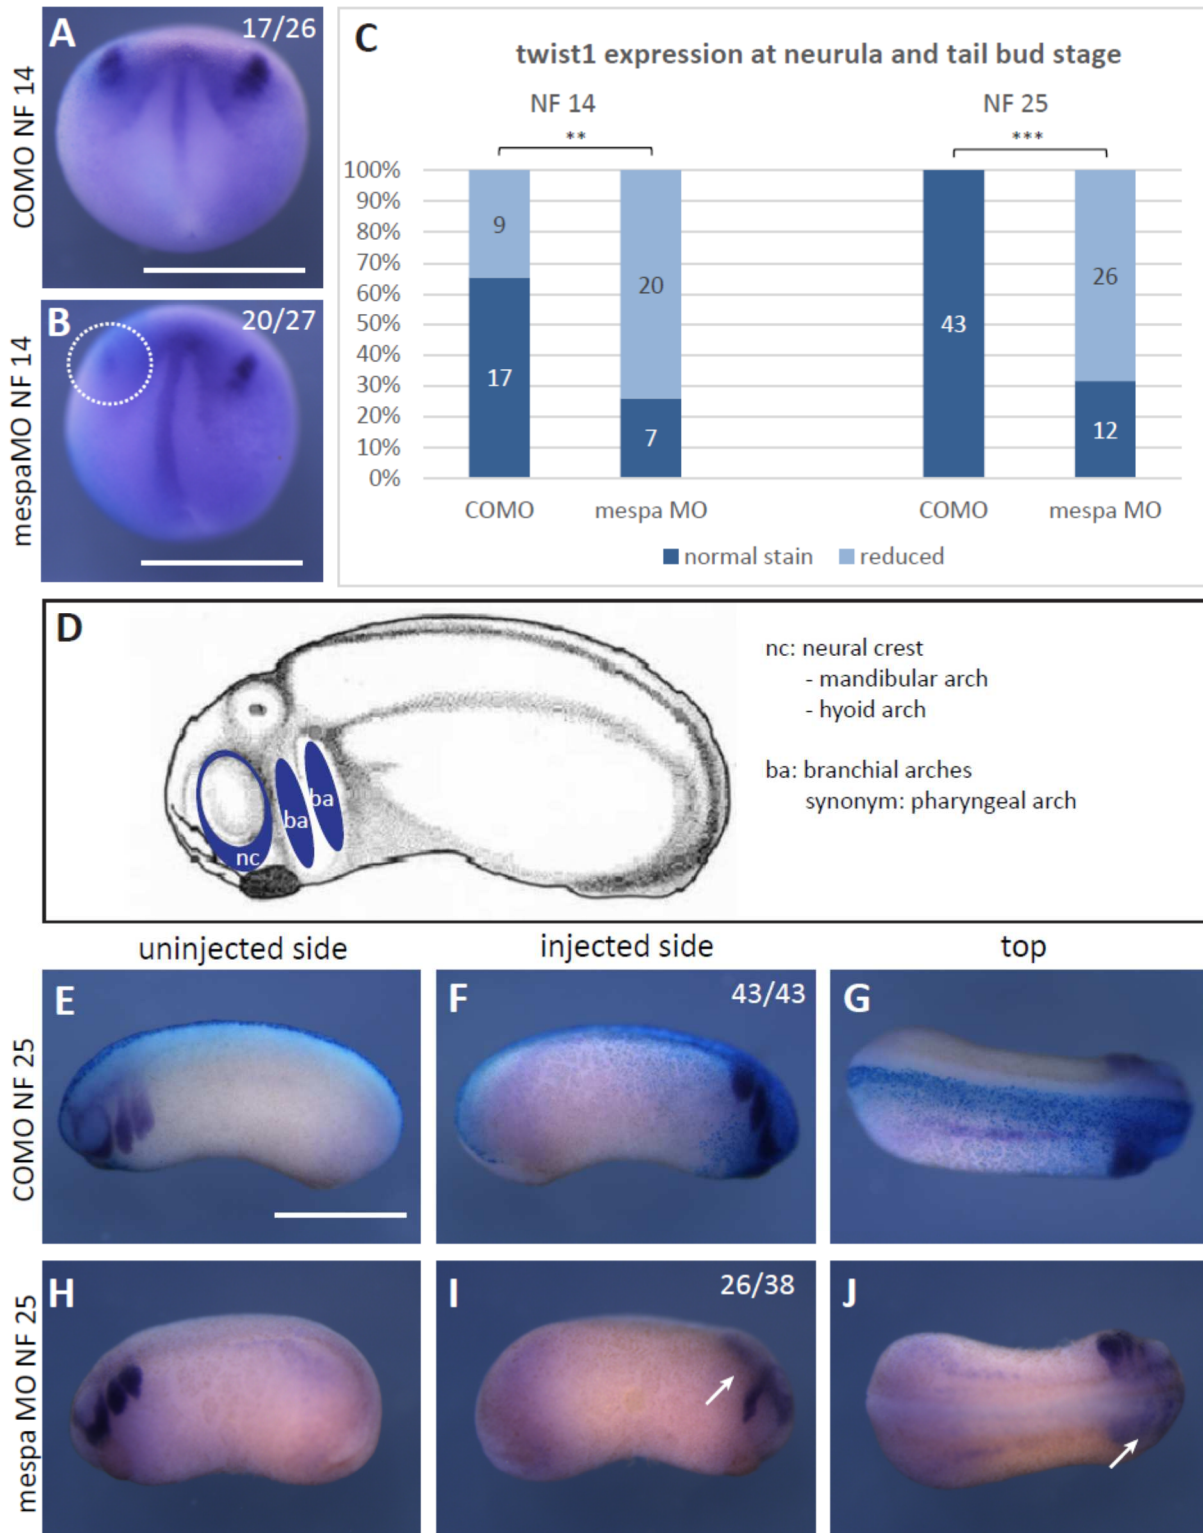 A
17/26
COMO NF 14
B
20/27
mespaMO NF 14
C
twist1 expression at neurula and tail bud stage
NF 14
NF 25
**
***
100%
90%
80%
70%
60%
50%
40%
30%
20%
10%
0%
9
17
20
7
43
26
12
COMO
mespa MO
COMO
mespa MO
normal stain
reduced
D
nc: neural crest
- mandibular arch
- hyoid arch
ba: branchial arches
synonym: pharyngeal arch
ba
ba
nc
uninjected side
injected side
top
COMO NF 25
E
F
43/43
G
mespa MO NF 25
H
I
26/38
J